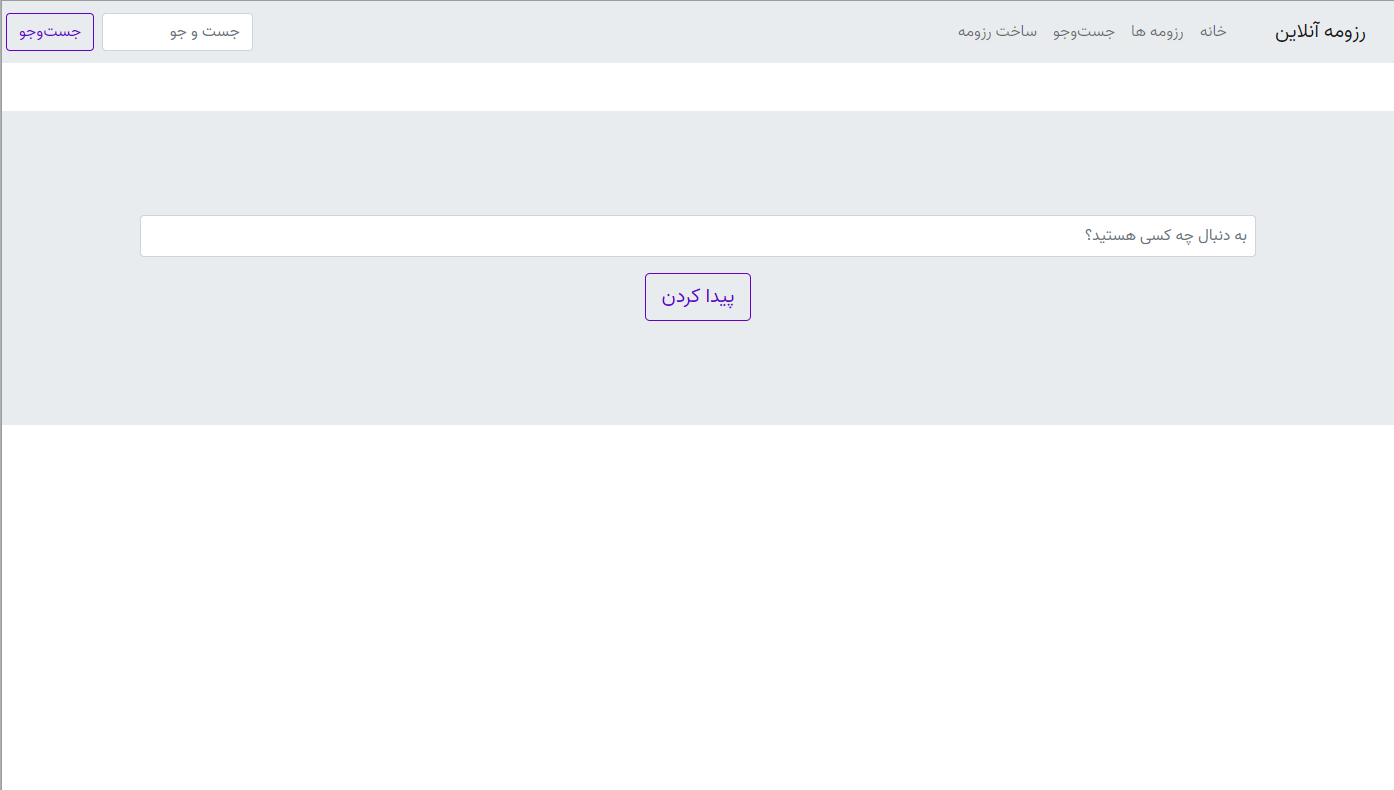 رزومه آنلاین خانه رزومه ها جست‌وجو ساخت رزومه جست و جو جست‌وجو
به دنبال چه کسی هستید؟
پیدا کردن